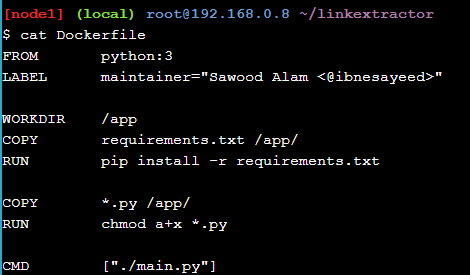 [node1] (local) root@192.168.0.8 ~/linkextractor
$ cat Dockerfile
FROM python:3
LABEL maintainer="Sawood Alam <@ibnesayeed>"
WORKDIR /app
COPY requirements.txt /app/
RUN pip install -r requirements.txt
COPY *.py /app/
RUN chmod a+x *.py
CMD ["./main.py"]